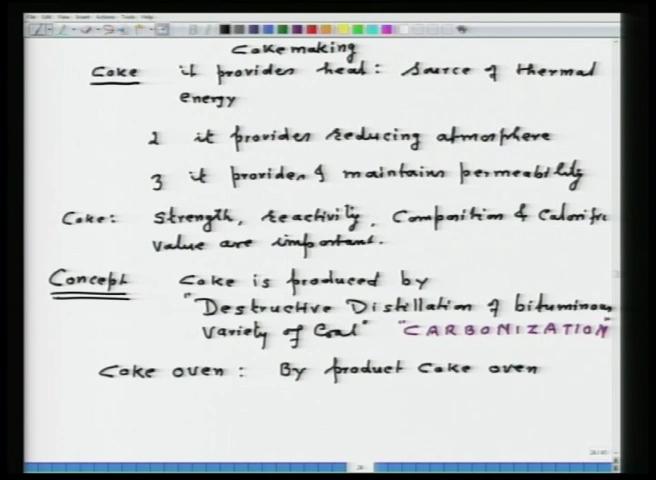 Cokemaking
Coke it provides heat: Source of thermal
energy
2 it provides reducing atmosphere
3 it provides & maintains permeability
Coke: Strength, reactivity, Composition & Calorific
value are important.
Concept Coke is produced by
"Destructive Distillation of bituminous
variety of Coal" "CARBONIZATION"
Coke oven: By product Coke oven